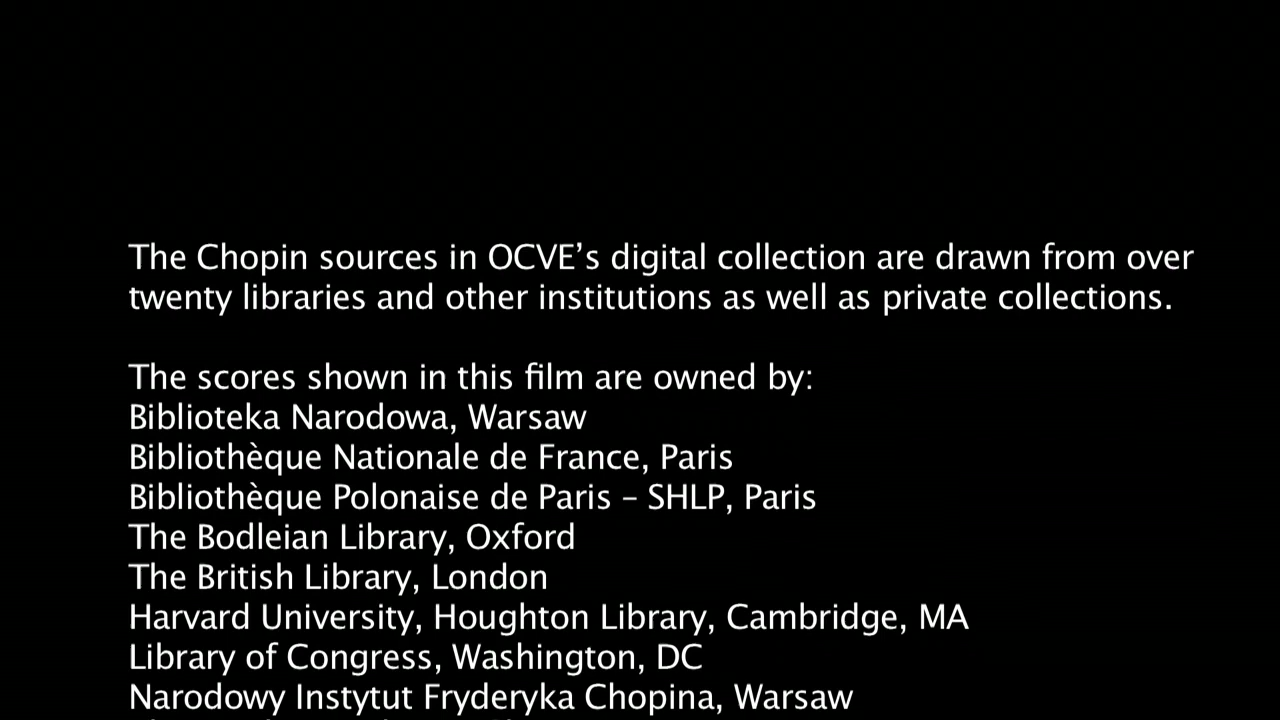 The Chopin sources in OCVE’s digital collection are drawn from over
twenty libraries and other institutions as well as private collections.
The scores shown in this film are owned by:
Biblioteka Narodowa, Warsaw
Bibliothèque Nationale de France, Paris
Bibliothèque Polonaise de Paris – SHLP, Paris
The Bodleian Library, Oxford
The British Library, London
Harvard University, Houghton Library, Cambridge, MA
Library of Congress, Washington, DC
Narodowy Instytut Fryderyka Chopina, Warsaw